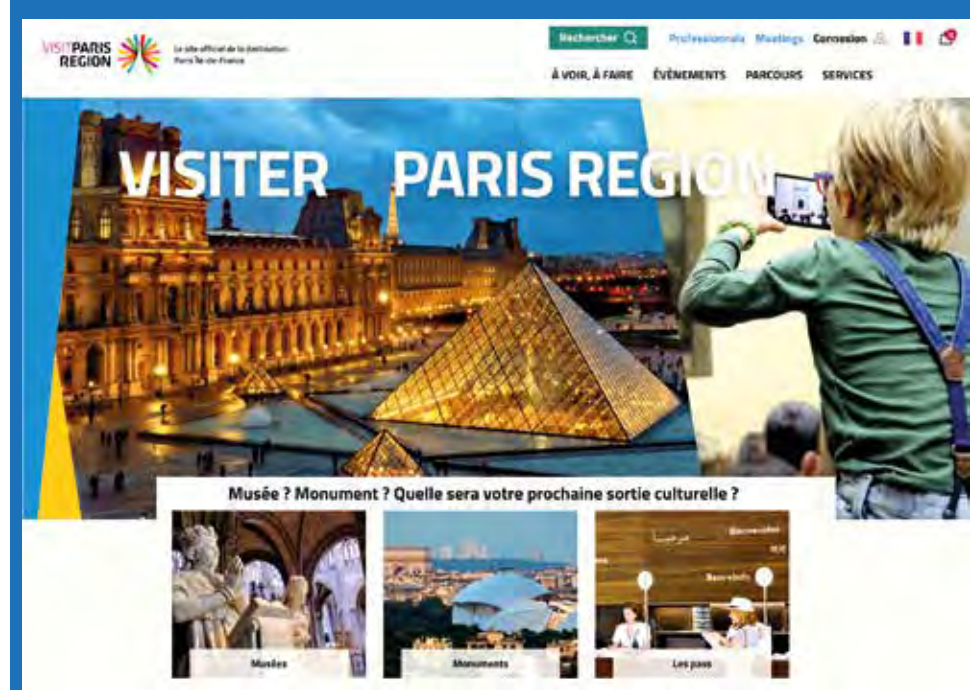 VISITPARIS
REGION
Le site officiel de la destination
Paris Île-de-France
Rechercher
Professionnels Meetings Connexion
À VOIR, À FAIRE ÉVÈNEMENTS PARCOURS SERVICES
VISITER PARIS REGION
Musée ? Monument ? Quelle sera votre prochaine sortie culturelle ?
مرحبا
Bienvenue
Musées Monuments Les pass